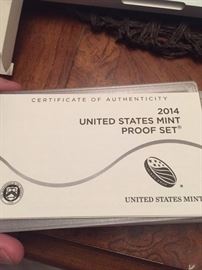 CERTIFICATE OF AUTHENTICITY
2014
UNITED STATES MINT
PROOF SET®
UNITED STATES MINT